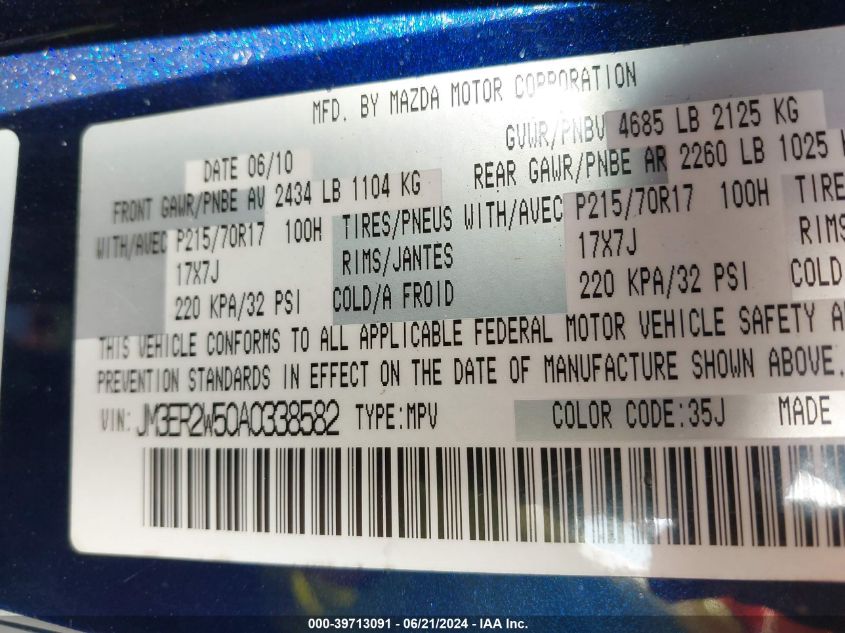 MFD. BY MAZDA MOTOR CORPORATION
DATE 06/10 GVWR/PNBV 4685 LB 2125 KG
FRONT GAWR/PNBE AV 2434 LB 1104 KG REAR GAWR/PNBE AR 2260 LB 1025
WITH/AVEC P215/70R17 100H TIRES/PNEUS WITH/AVEC P215/70R17 100H TIRE
17X7J RIMS/JANTES 17X7J RIMS
220 KPA/32 PSI COLD/A FROID 220 KPA/32 PSI COLD
THIS VEHICLE CONFORMS TO ALL APPLICABLE FEDERAL MOTOR VEHICLE SAFETY A
PREVENTION STANDARDS IN EFFECT ON THE DATE OF MANUFACTURE SHOWN ABOVE.
VIN: JM3ER2W50A0338582 TYPE:MPV COLOR CODE:35J MADE
000-39713091 - 06/21/2024 - IAA Inc.